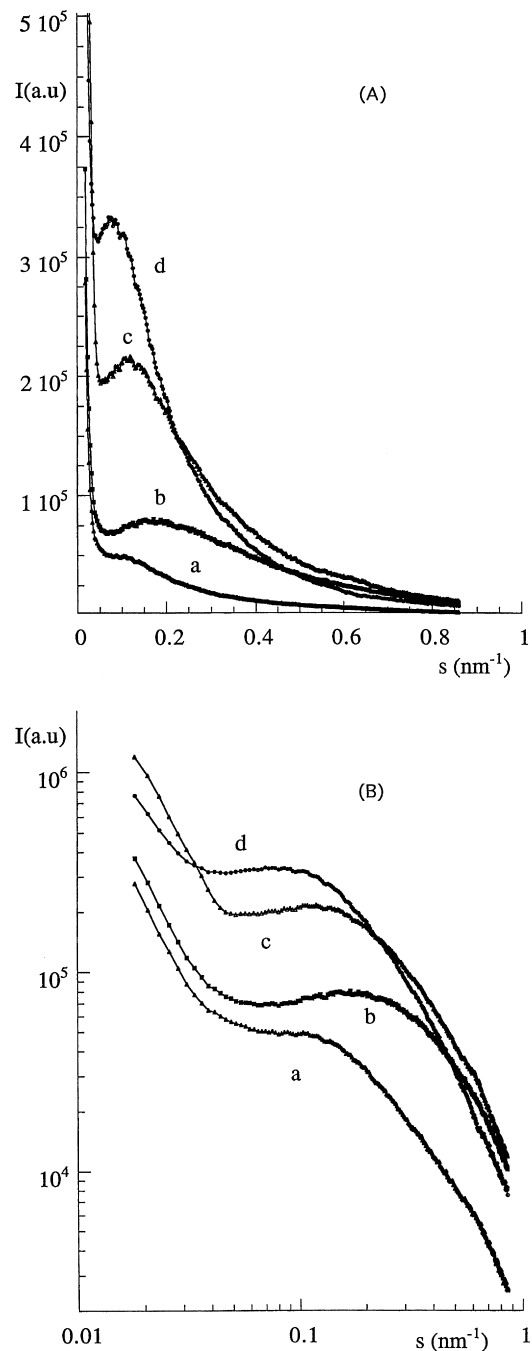 5 10⁵
I(a.u)
(A)
4 10⁵
3 10⁵
d
c
2 10⁵
1 10⁵
b
a
0 0.2 0.4 0.6 0.8 1
s (nm⁻¹)
I(a.u)
10⁶
(B)
d
c
10⁵
b
a
10⁴
0.01 0.1 1
s (nm⁻¹)